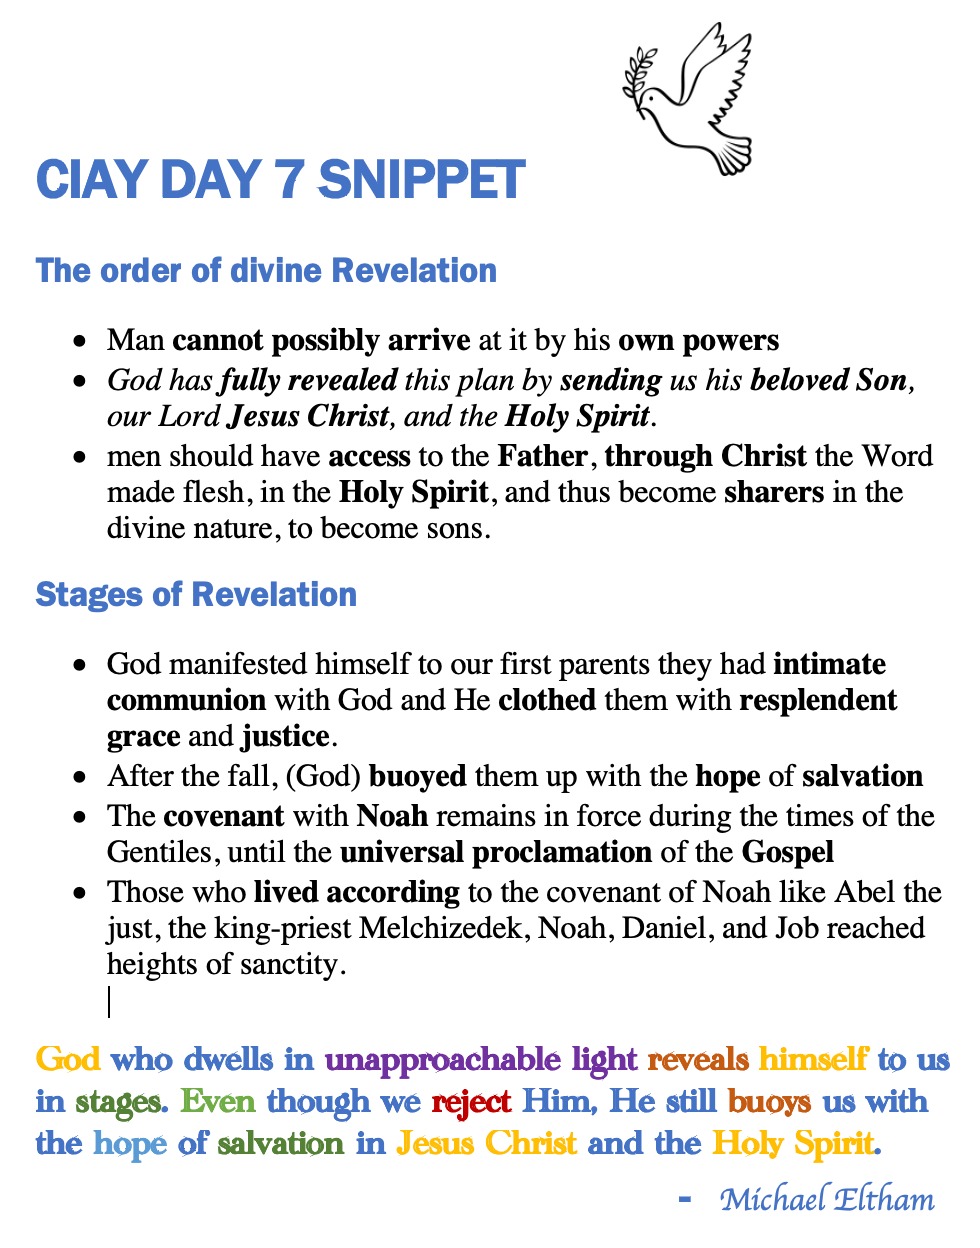 CIAY DAY 7 SNIPPET
The order of divine Revelation
• Man cannot possibly arrive at it by his own powers
• God has fully revealed this plan by sending us his beloved Son,
our Lord Jesus Christ, and the Holy Spirit.
• men should have access to the Father, through Christ the Word
made flesh, in the Holy Spirit, and thus become sharers in the
divine nature, to become sons.
Stages of Revelation
• God manifested himself to our first parents they had intimate
communion with God and He clothed them with resplendent
grace and justice.
• After the fall, (God) buoyed them up with the hope of salvation
• The covenant with Noah remains in force during the times of the
Gentiles, until the universal proclamation of the Gospel
• Those who lived according to the covenant of Noah like Abel the
just, the king-priest Melchizedek, Noah, Daniel, and Job reached
heights of sanctity.
God who dwells in unapproachable light reveals himself to us
in stages. Even though we reject Him, He still buoys us with
the hope of salvation in Jesus Christ and the Holy Spirit.
- Michael Eltham